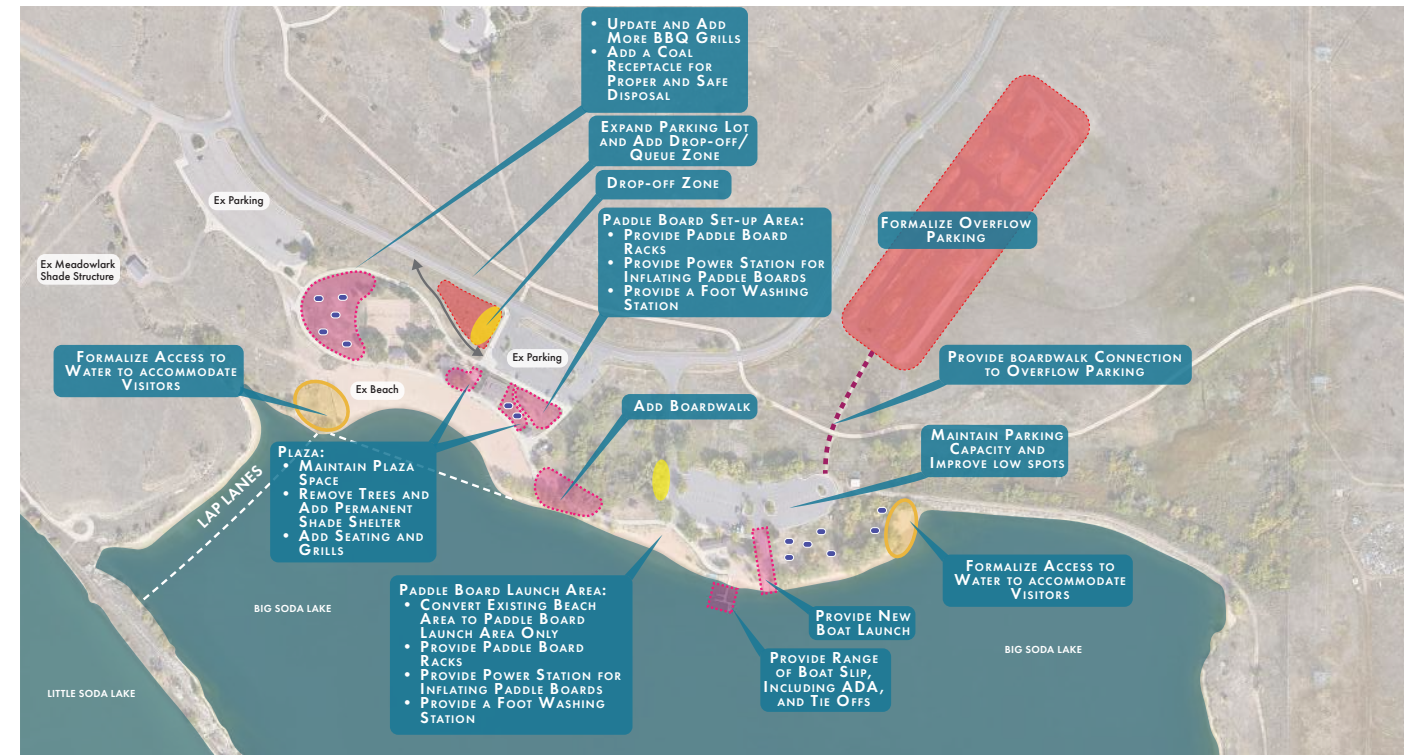 • Update and Add
More BBQ Grills
• Add a Coal
Receptacle for
Proper and Safe
Disposal
Expand Parking Lot
and Add Drop-off/
Queue Zone
Drop-off Zone
Paddle Board Set-up Area:
• Provide Paddle Board
Racks
• Provide Power Station for
Inflating Paddle Boards
• Provide a Foot Washing
Station
Formalize Overflow
Parking
Ex Parking
Ex Meadowlark
Shade Structure
Formalize Access to
Water to accommodate
Visitors
Ex Beach
Ex Parking
Provide boardwalk Connection
to Overflow Parking
Add Boardwalk
Maintain Parking
Capacity and
Improve low spots
Plaza:
• Maintain Plaza
Space
• Remove Trees and
Add Permanent
Shade Shelter
• Add Seating and
Grills
LAP LANES
Paddle Board Launch Area:
• Convert Existing Beach
Area to Paddle Board
Launch Area Only
• Provide Paddle Board
Racks
• Provide Power Station for
Inflating Paddle Boards
• Provide a Foot Washing
Station
Formalize Access to
Water to accommodate
Visitors
Provide New
Boat Launch
Provide Range
of Boat Slip,
Including ADA,
and Tie Offs
BIG SODA LAKE
BIG SODA LAKE
LITTLE SODA LAKE